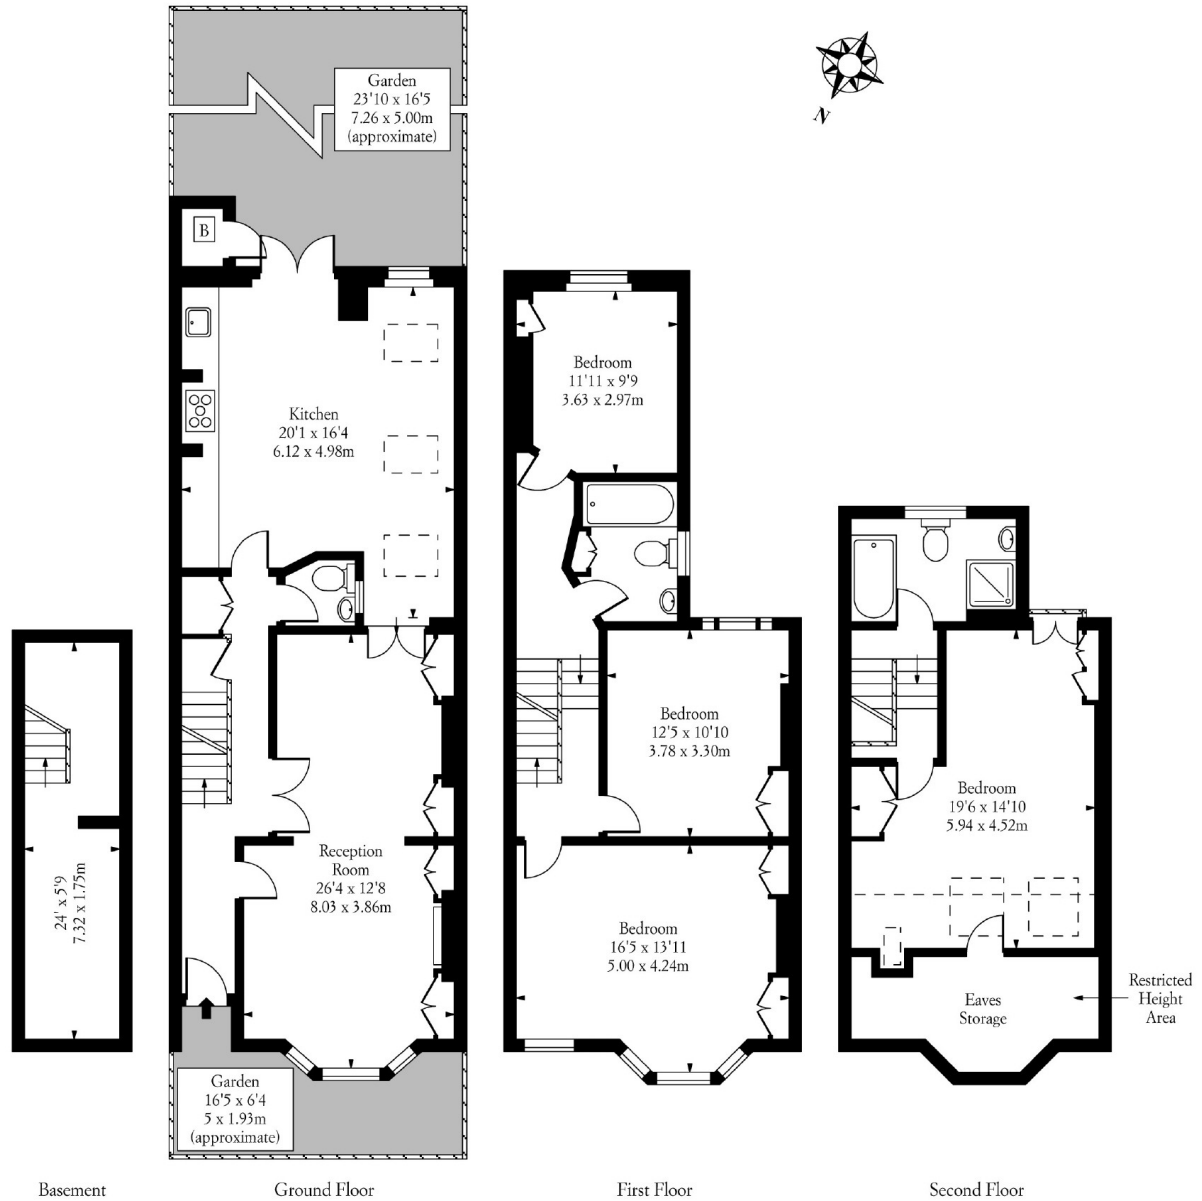 Garden
23'10 x 16'5
7.26 x 5.00m
(approximate)
N
B
Kitchen
20'1 x 16'4
6.12 x 4.98m
Bedroom
11'11 x 9'9
3.63 x 2.97m
Bedroom
12'5 x 10'10
3.78 x 3.30m
Bedroom
19'6 x 14'10
5.94 x 4.52m
24' x 5'9
7.32 x 1.75m
Reception
Room
26'4 x 12'8
8.03 x 3.86m
Bedroom
16'5 x 13'11
5.00 x 4.24m
Eaves
Storage
Restricted
Height
Area
Garden
16'5 x 6'4
5 x 1.93m
(approximate)
Basement
Ground Floor
First Floor
Second Floor